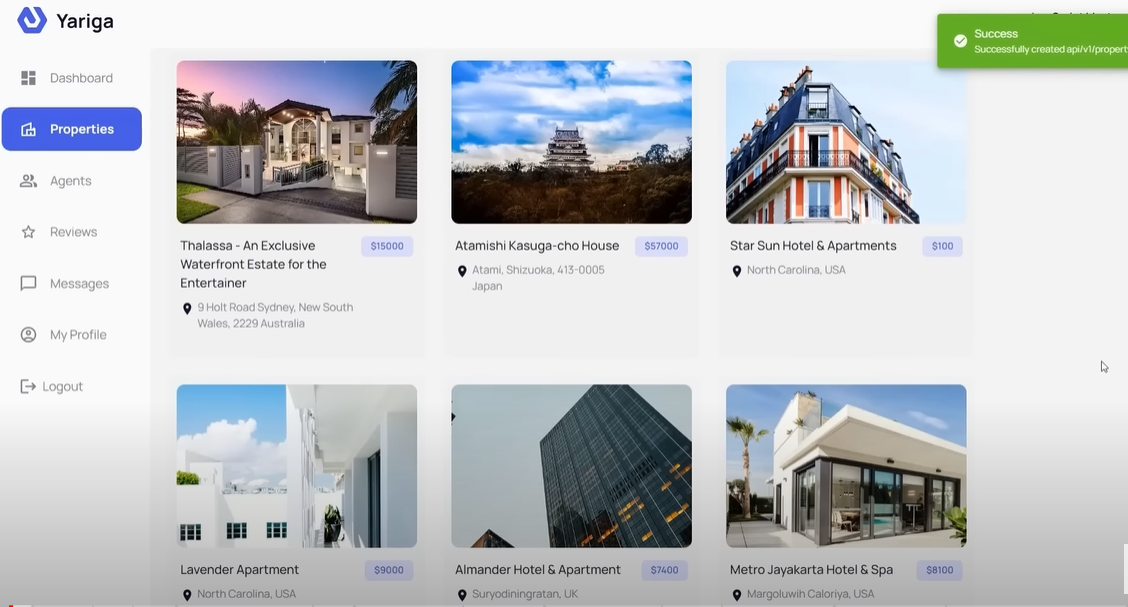 Yariga
Success
Successfully created api/v1/propert
Dashboard
Properties
Agents
Reviews
Messages
My Profile
Logout
Thalassa - An Exclusive
Waterfront Estate for the
Entertainer
$15000
9 Holt Road Sydney, New South
Wales, 2229 Australia
Atamishi Kasuga-cho House
$57000
Atami, Shizuoka, 413-0005
Japan
Star Sun Hotel & Apartments
$100
North Carolina, USA
Lavender Apartment
$9000
North Carolina, USA
Almander Hotel & Apartment
$7400
Suryodiningratan, UK
Metro Jayakarta Hotel & Spa
$8100
Margoluwih Caloriya, USA